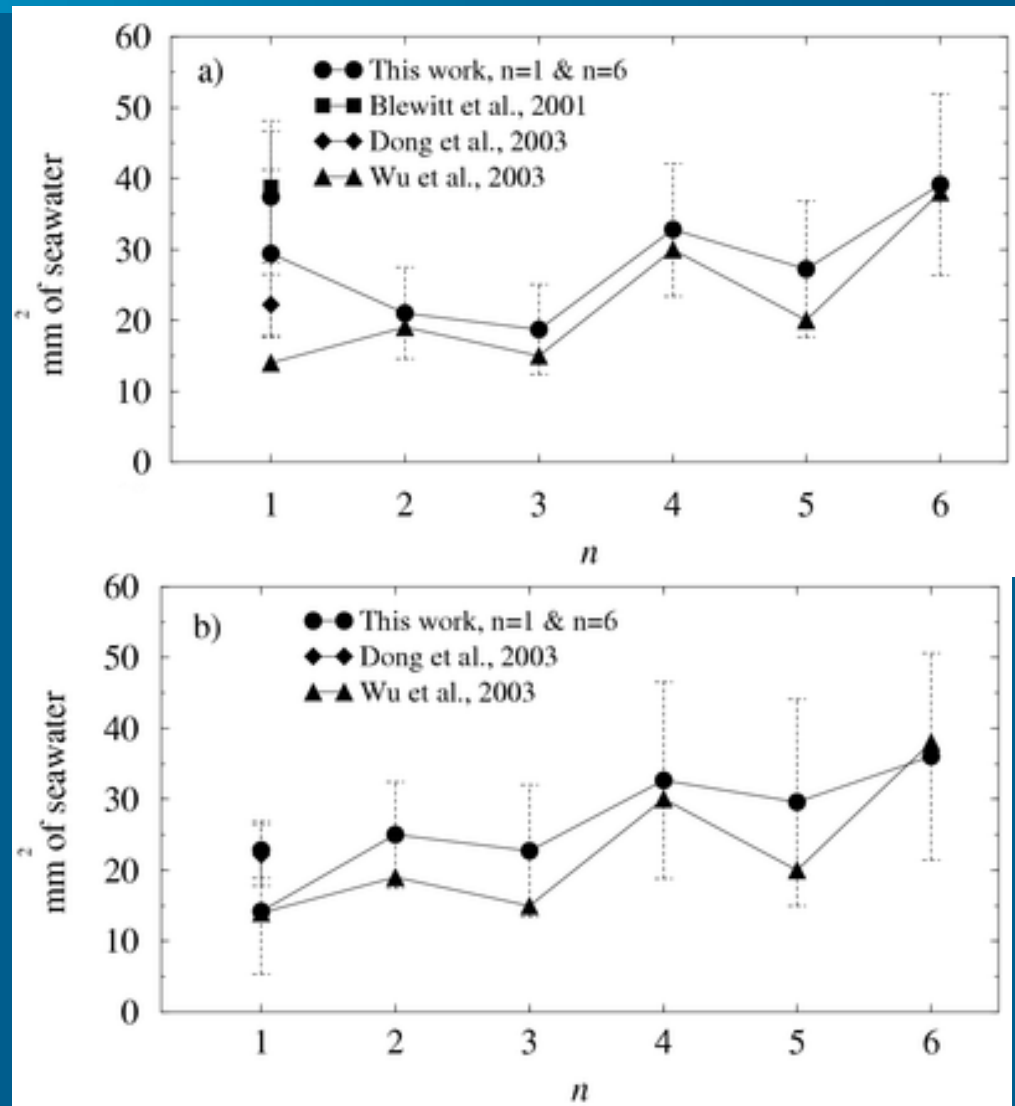 60
50
40
30
20
10
0
mm of seawater
2
a)
This work, n=1 & n=6
Blewitt et al., 2001
Dong et al., 2003
Wu et al., 2003
1 2 3 4 5 6
n
60
50
40
30
20
10
0
mm of seawater
2
b)
This work, n=1 & n=6
Dong et al., 2003
Wu et al., 2003
1 2 3 4 5 6
n